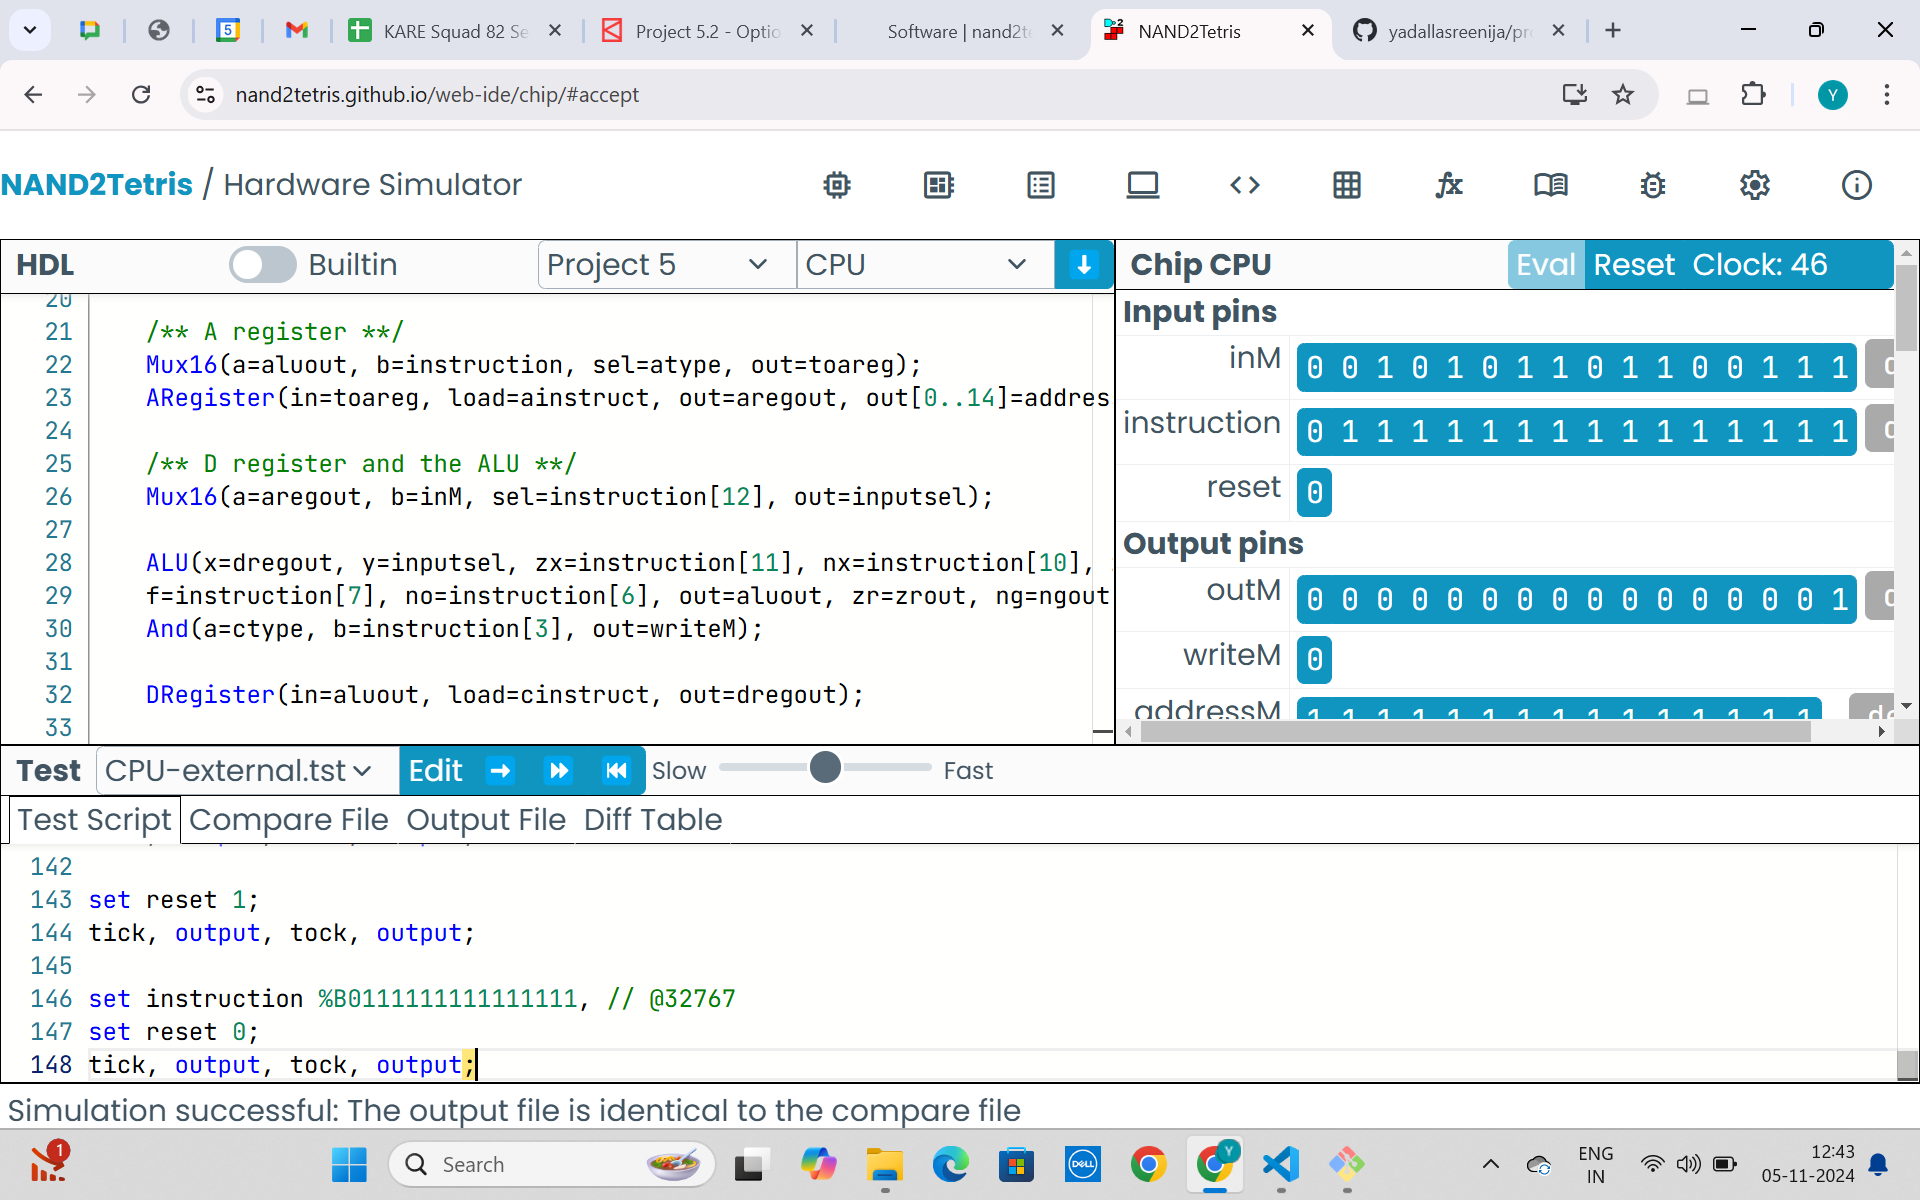 KARE Squad 82 Se
Project 5.2 - Optio
Software | nand2te
NAND2Tetris
yadallasreenija/pro
nand2tetris.github.io/web-ide/chip/#accept
Y
NAND2Tetris / Hardware Simulator
HDL Builtin Project 5 CPU
Chip CPU Eval Reset Clock: 46
20
21 /** A register **/
22 Mux16(a=aluout, b=instruction, sel=atype, out=toareg);
23 ARegister(in=toareg, load=ainstruct, out=aregout, out[0..14]=addres
24
25 /** D register and the ALU **/
26 Mux16(a=aregout, b=inM, sel=instruction[12], out=inputsel);
27
28 ALU(x=dregout, y=inputsel, zx=instruction[11], nx=instruction[10],
29 f=instruction[7], no=instruction[6], out=aluout, zr=zrout, ng=ngout
30 And(a=ctype, b=instruction[3], out=writeM);
31
32 DRegister(in=aluout, load=cinstruct, out=dregout);
33
Input pins
inM 0 0 1 0 1 0 1 1 0 1 1 0 0 1 1 1
instruction 0 1 1 1 1 1 1 1 1 1 1 1 1 1 1 1
reset 0
Output pins
outM 0 0 0 0 0 0 0 0 0 0 0 0 0 0 0 1
writeM 0
addressM 1 1 1 1 1 1 1 1 1 1 1 1 1 1 1
Test CPU-external.tst Edit Slow Fast
Test Script Compare File Output File Diff Table
142
143 set reset 1;
144 tick, output, tock, output;
145
146 set instruction %B0111111111111111, // @32767
147 set reset 0;
148 tick, output, tock, output;
Simulation successful: The output file is identical to the compare file
1
Search
DELL
Y
ENG
IN
12:43
05-11-2024